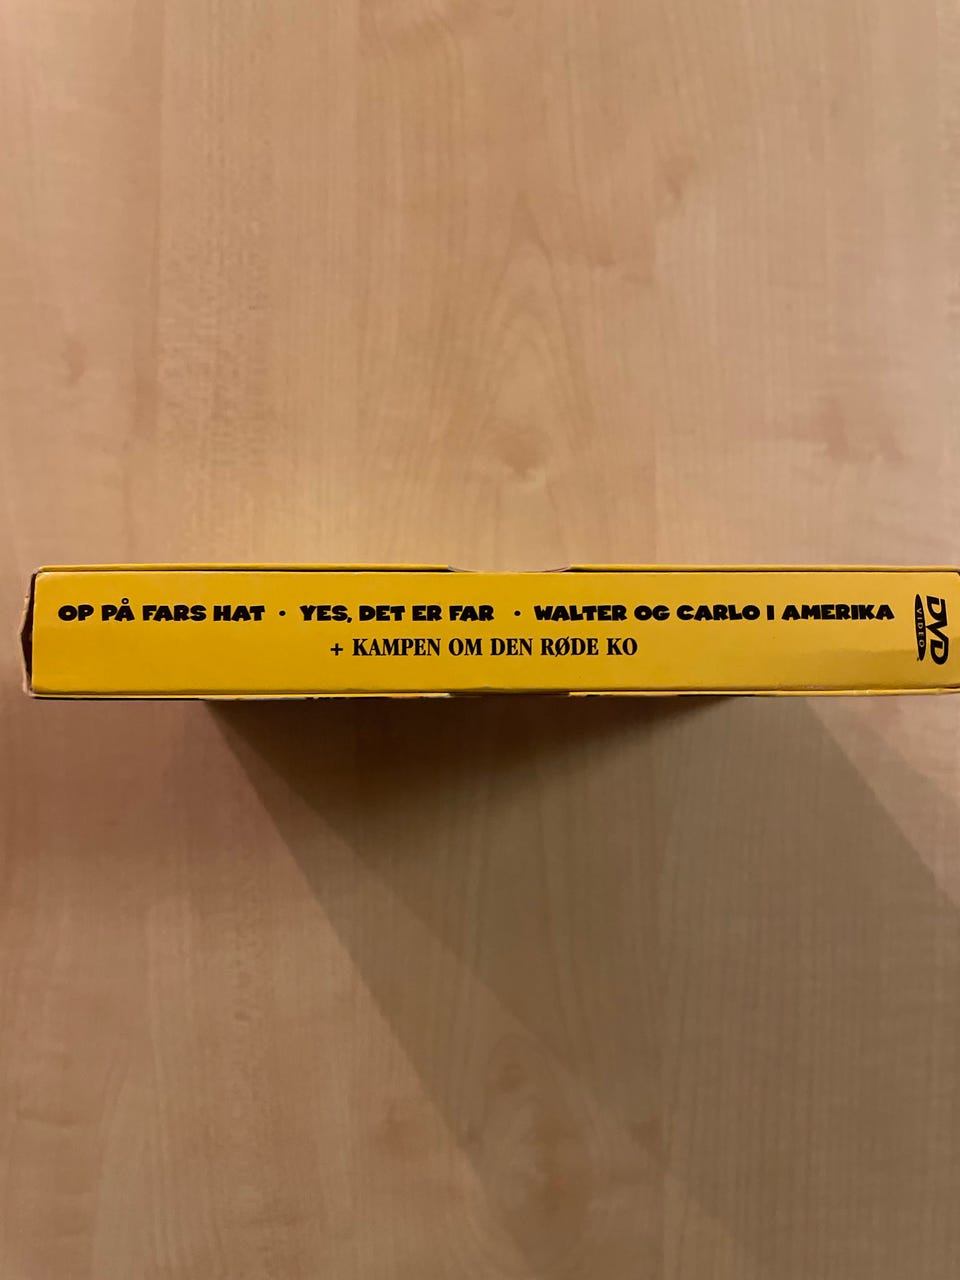 OP PÅ FARS HAT · YES, DET ER FAR · WALTER OG CARLO I AMERIKA
+ KAMPEN OM DEN RØDE KO
DVD
VIDEO